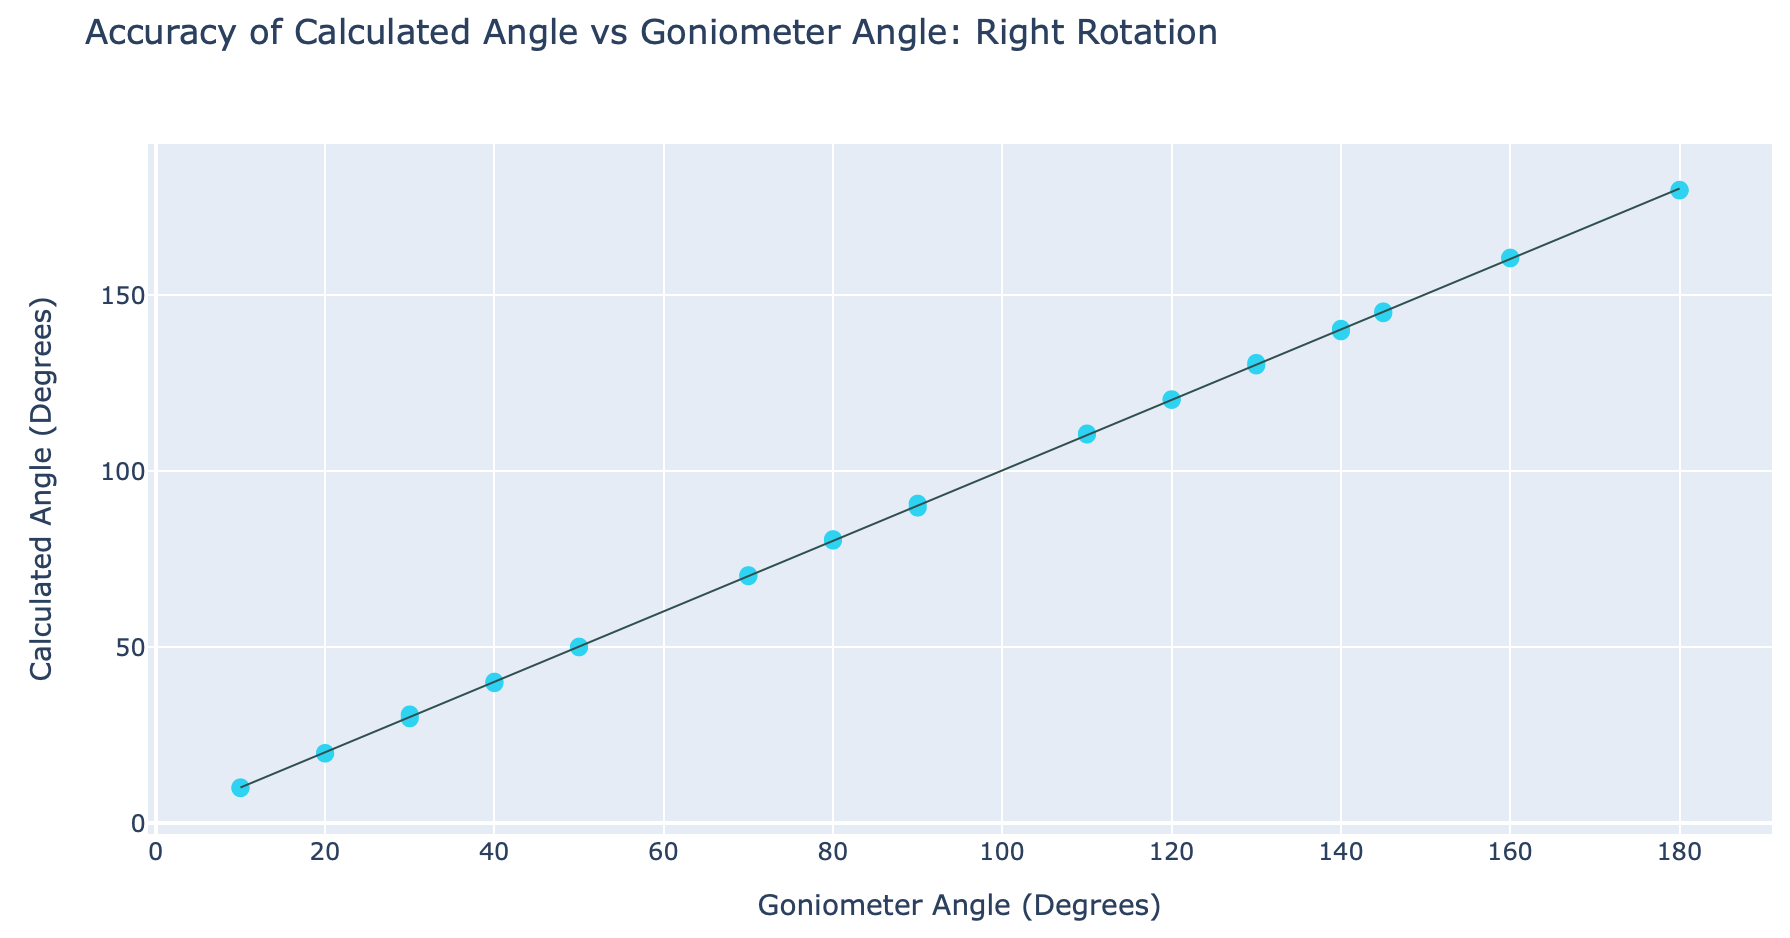 Accuracy of Calculated Angle vs Goniometer Angle: Right Rotation
Calculated Angle (Degrees)
150
100
50
0
0 20 40 60 80 100 120 140 160 180
Goniometer Angle (Degrees)